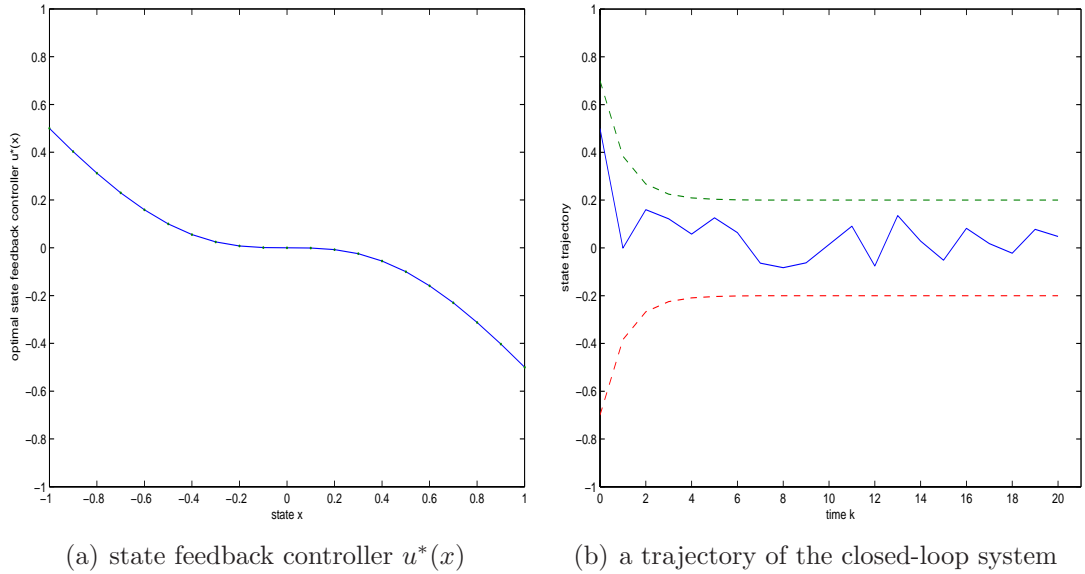 1
0.8
0.6
0.4
0.2
0
−0.2
−0.4
−0.6
−0.8
−1
optimal state feedback controller u*(x)
−1 −0.8 −0.6 −0.4 −0.2 0 0.2 0.4 0.6 0.8 1
state x
(a) state feedback controller u*(x)
1
0.8
0.6
0.4
0.2
0
−0.2
−0.4
−0.6
−0.8
−1
state trajectory
0 2 4 6 8 10 12 14 16 18 20
time k
(b) a trajectory of the closed-loop system